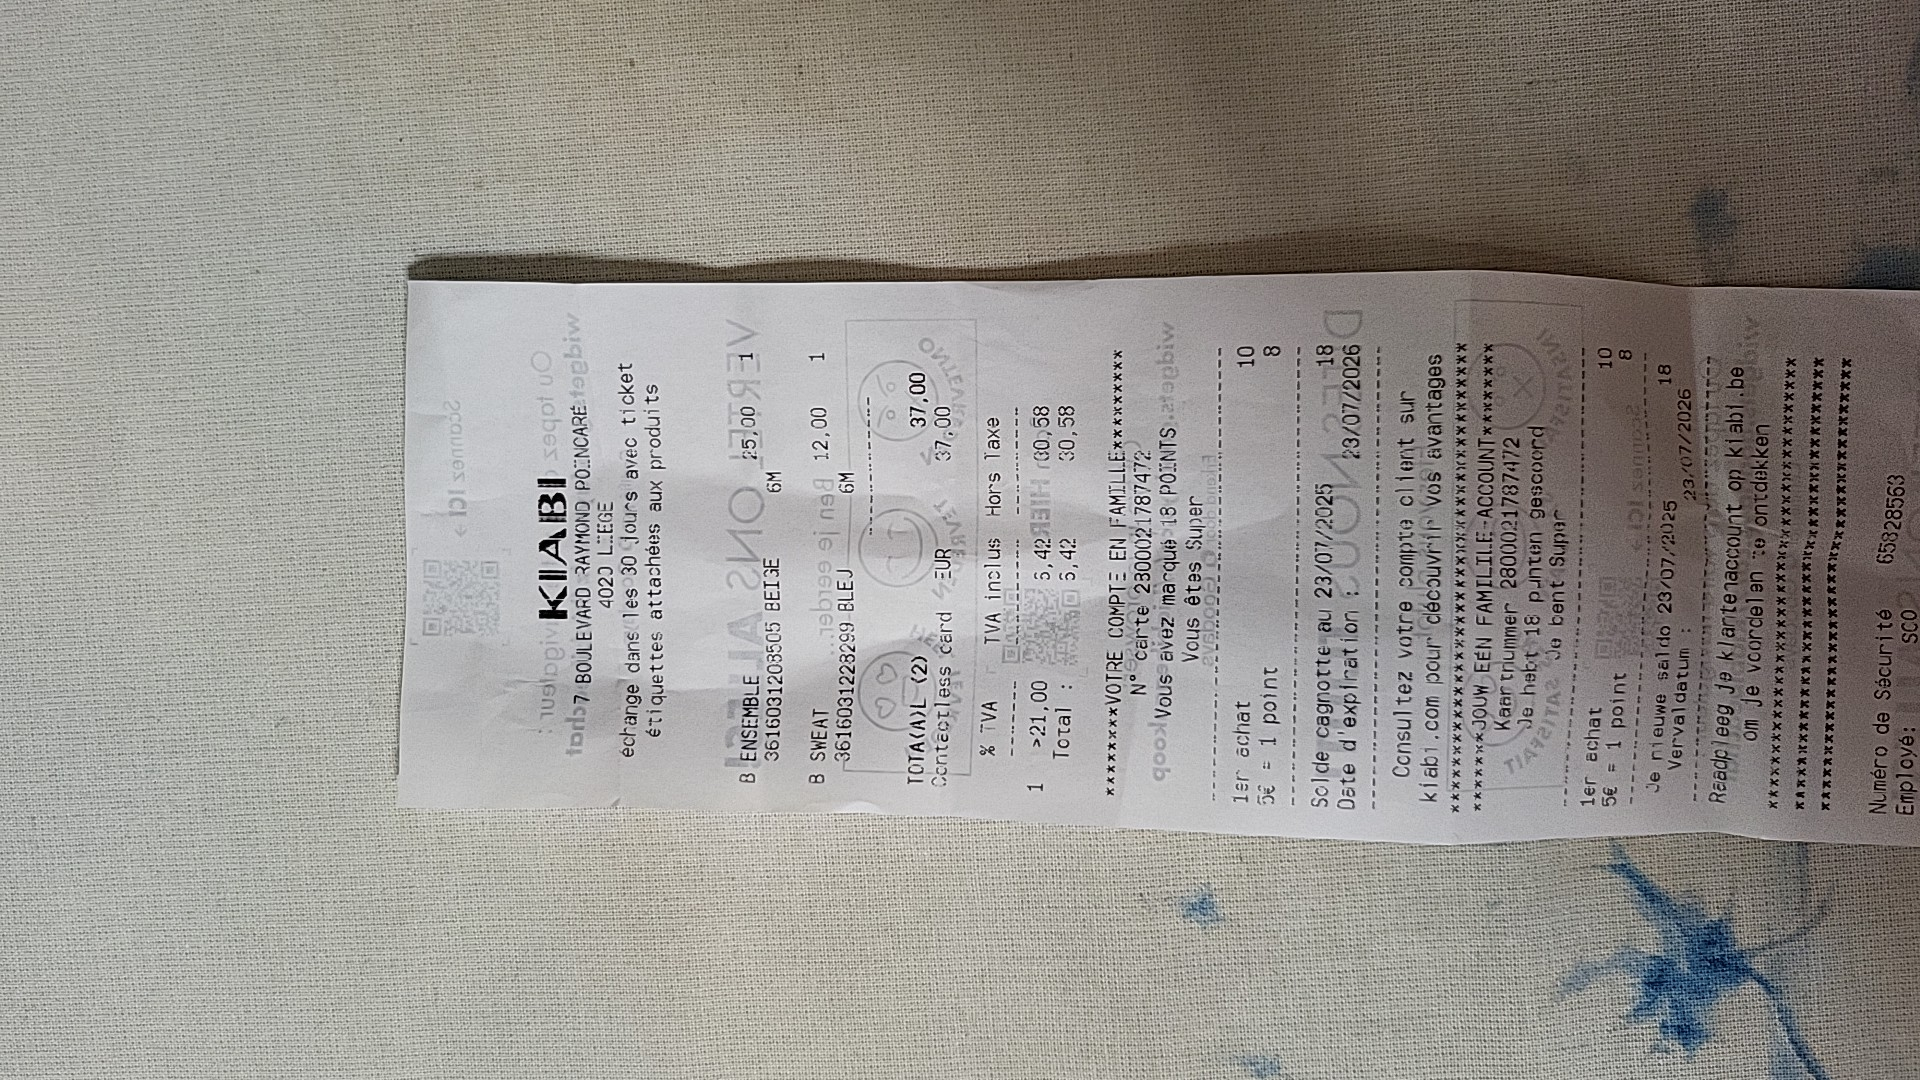 KIABI
7 BOULEVARD RAYMOND POINCARÉ
4020 LIEGE
échange dans les 30 jours avec ticket
étiquettes attachées aux produits
B ENSEMBLE 25,00 1
3616031208505 BEIGE 6M
B SWEAT 12,00 1
3616031228299 BLEU 6M
TOTA(A)L (2) 37,00
Contactless card EUR 37,00
% TVA TVA inclus Hors Taxe
1 >21,00 6,42 30,58
Total : 6,42 30,58
********VOTRE COMPTE EN FAMILLE**********
N° carte 2800021787472
Vous avez marqué 18 POINTS
Vous êtes Super
1er achat 10
5€ = 1 point 8
Solde cagnotte au 23/07/2025 18
Date d'expiration : 23/07/2026
Consultez votre compte client sur
kiabi.com pour découvrir vos avantages
*******************************************
*******JOUW EEN FAMILILE-ACCOUNT********
Kaartnummer 2800021787472
Je hebt 18 punten gescoord
Je bent Super
1er achat 10
5€ = 1 point 8
Je nieuwe saldo 23/07/2025 18
Vervaldatum : 23/07/2026
Raadpleeg je klantenaccount op kiabi.be
om je voordelen te ontdekken
*****************************************
*****************************************
*****************************************
Numéro de Sécurité 65828563
Employé: SCO